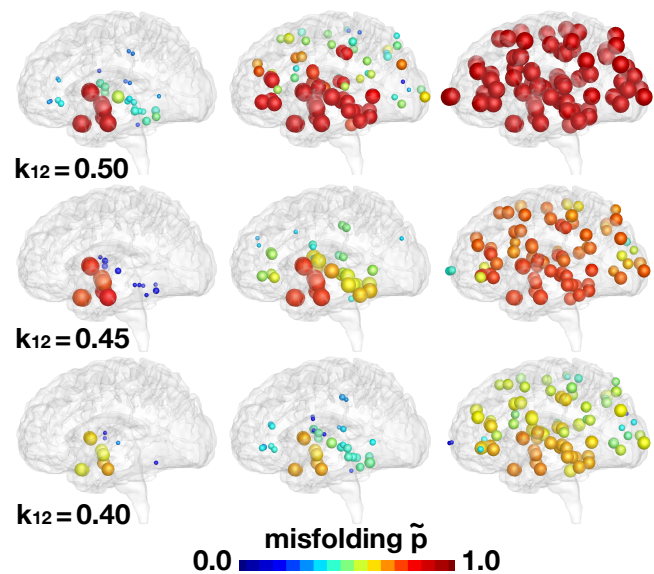 k₁₂ = 0.50
k₁₂ = 0.45
k₁₂ = 0.40
misfolding p̃
0.0 1.0